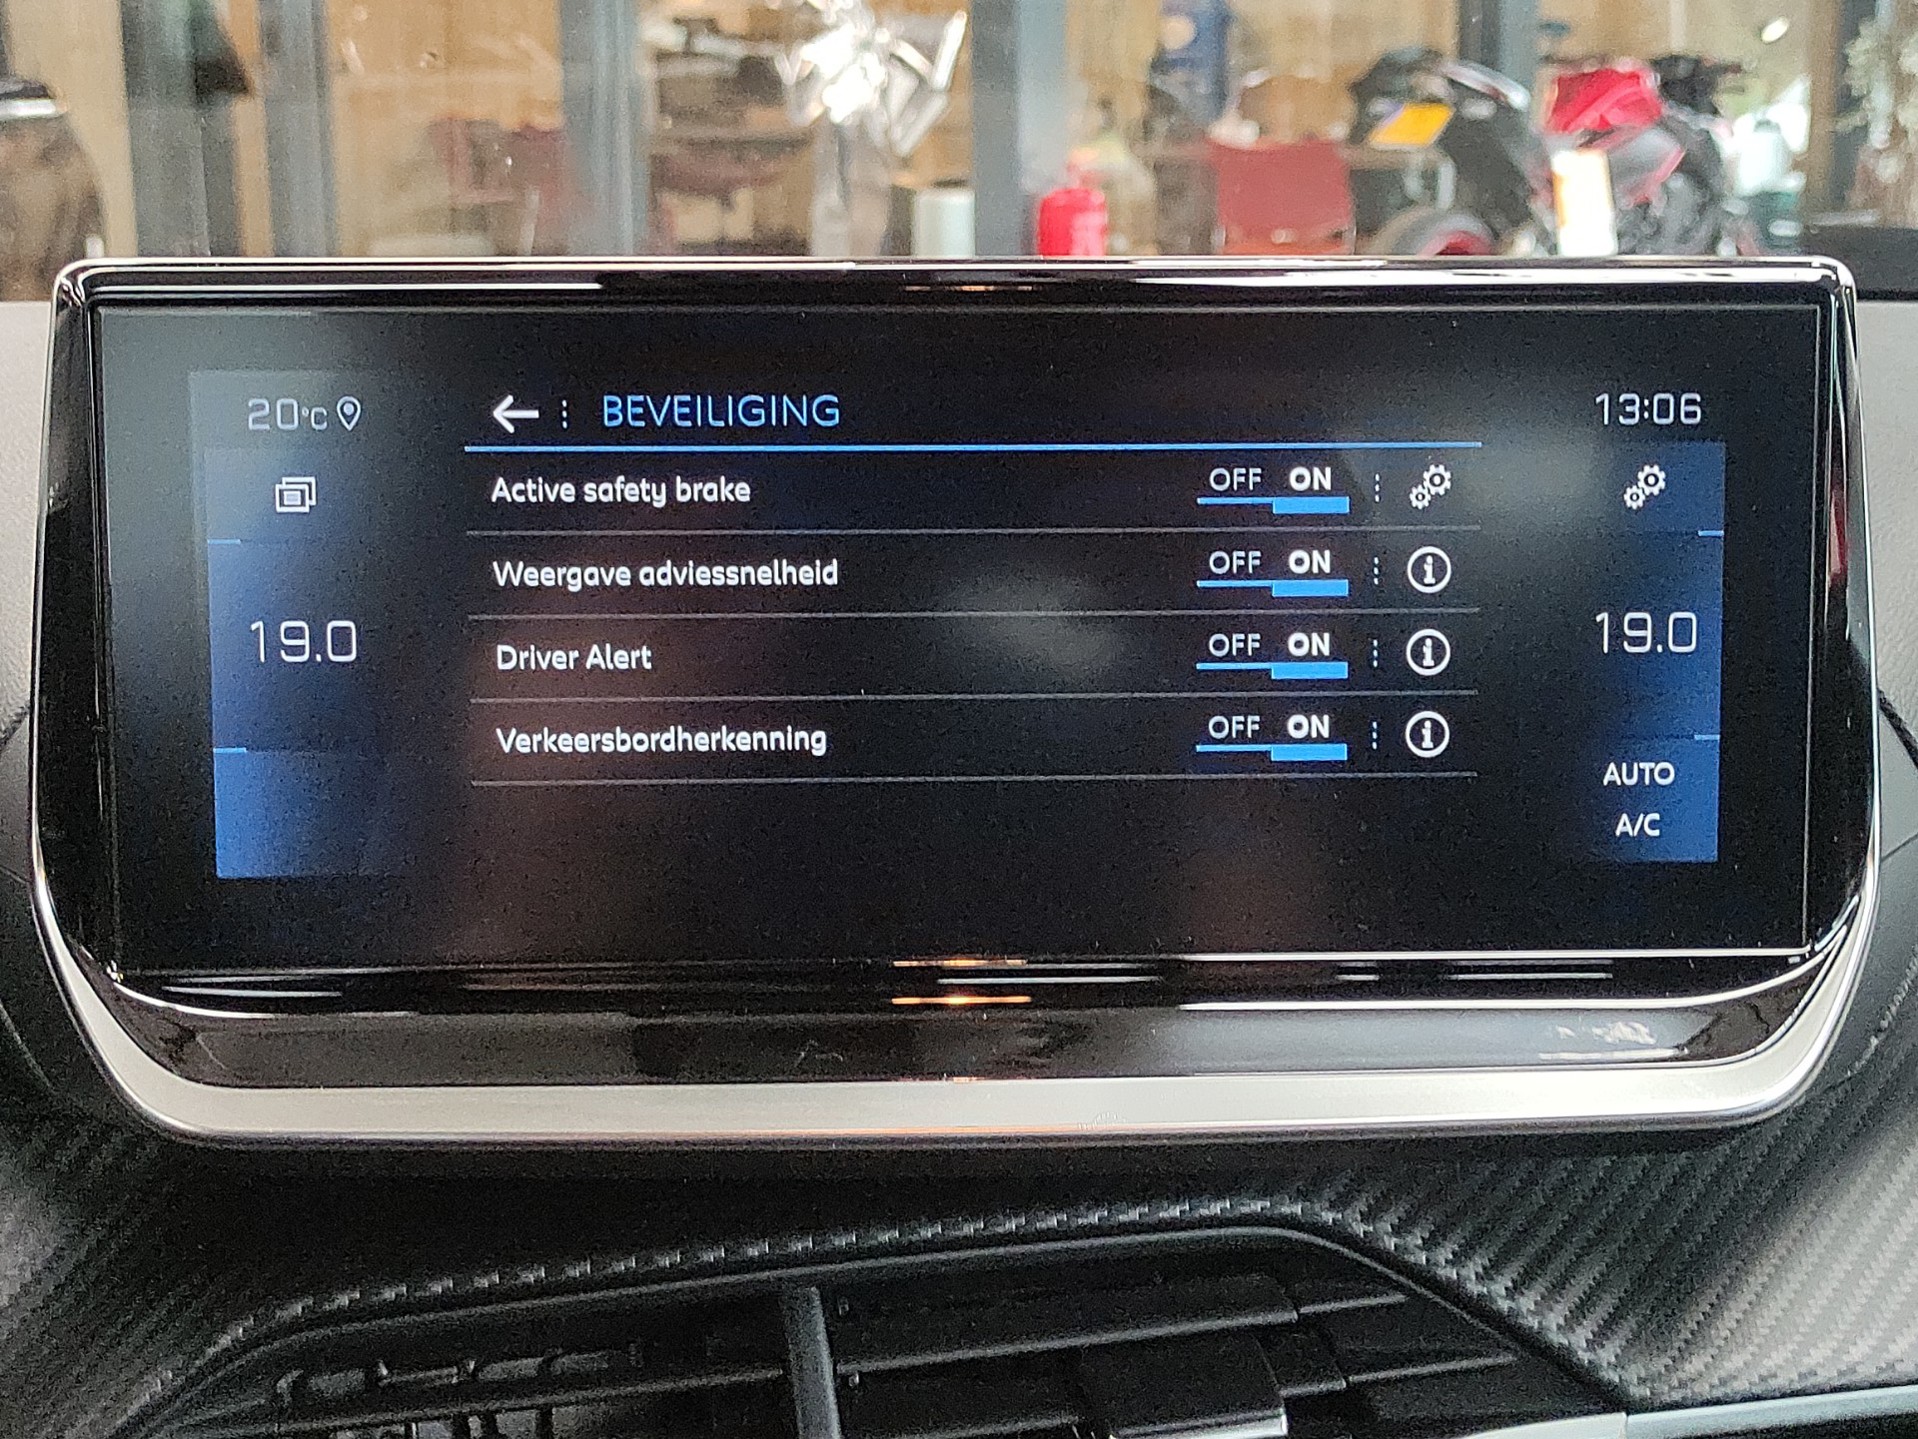 20°C
BEVEILIGING
13:06
Active safety brake OFF ON
Weergave adviessnelheid OFF ON
19.0
19.0
Driver Alert OFF ON
Verkeersbordherkenning OFF ON
AUTO
A/C